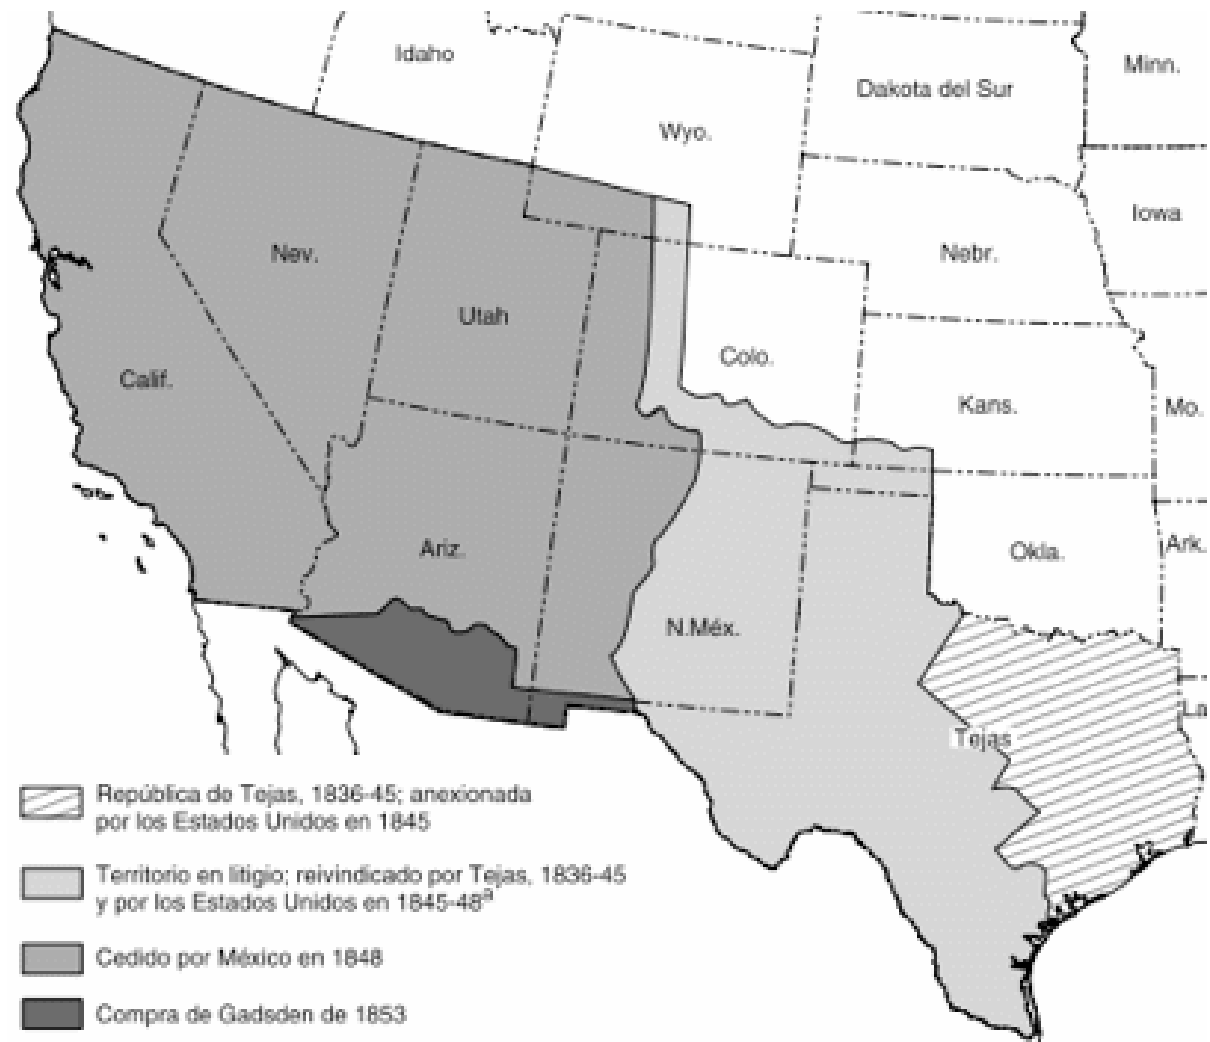 Idaho
Minn.
Dakota del Sur
Wyo.
Iowa
Nebr.
Nev.
Utah
Colo.
Calif.
Kans.
Mo.
Ariz.
Okla.
Ark.
N.Méx.
La
Tejas
República de Tejas, 1836-45; anexionada
por los Estados Unidos en 1845
Territorio en litigio; reivindicado por Tejas, 1836-45
y por los Estados Unidos en 1845-48ª
Cedido por México en 1848
Compra de Gadsden de 1853